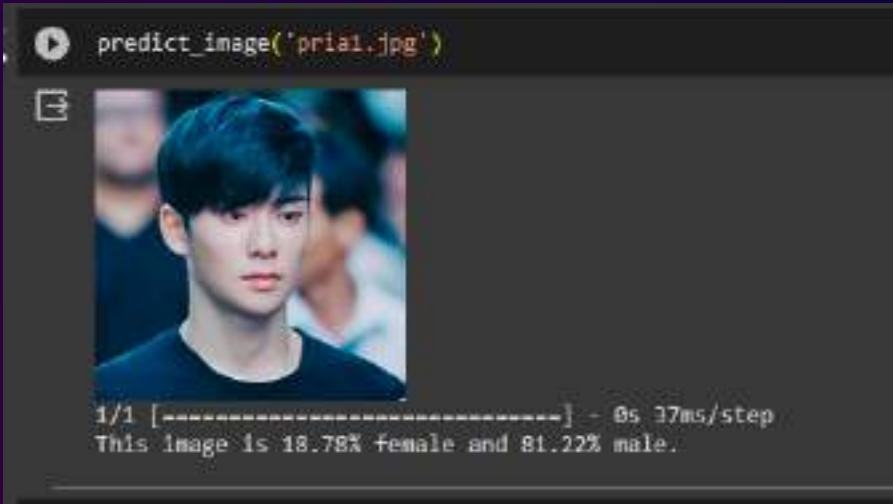 predict_image('pria1.jpg')
1/1 [==============================] - 0s 37ms/step
This image is 18.78% female and 81.22% male.